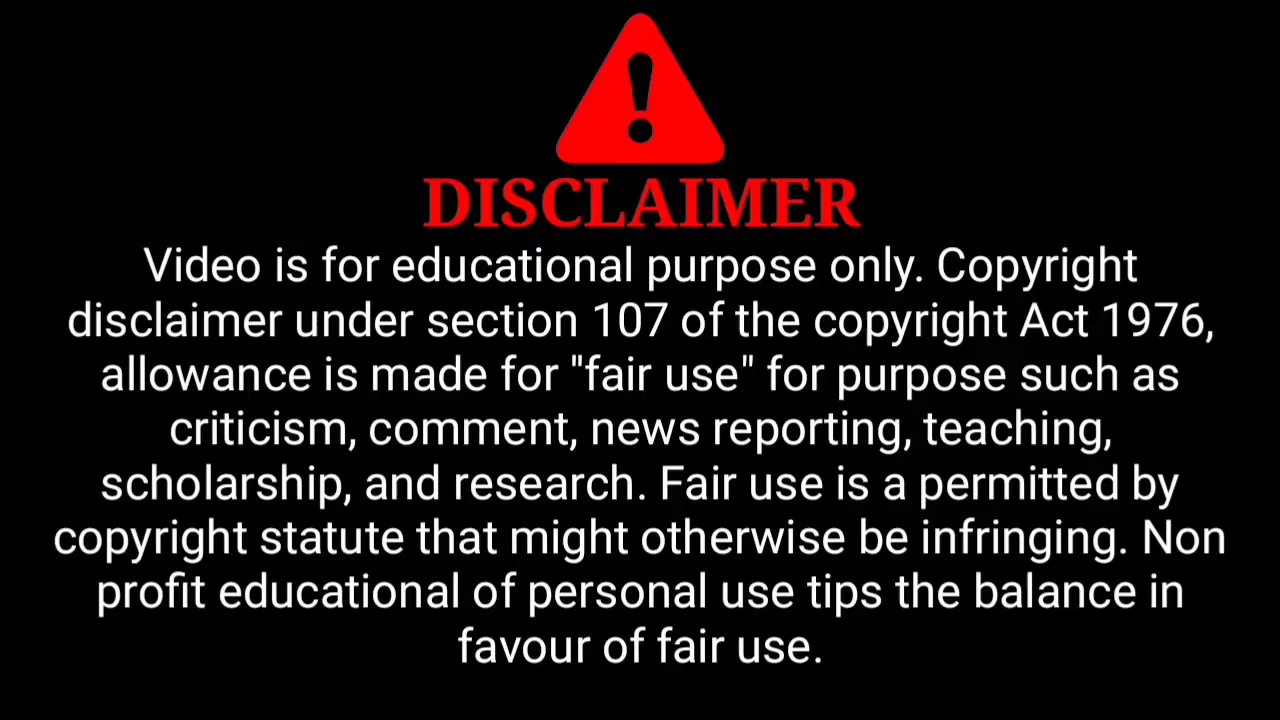 DISCLAIMER
Video is for educational purpose only. Copyright
disclaimer under section 107 of the copyright Act 1976,
allowance is made for "fair use" for purpose such as
criticism, comment, news reporting, teaching,
scholarship, and research. Fair use is a permitted by
copyright statute that might otherwise be infringing. Non
profit educational of personal use tips the balance in
favour of fair use.